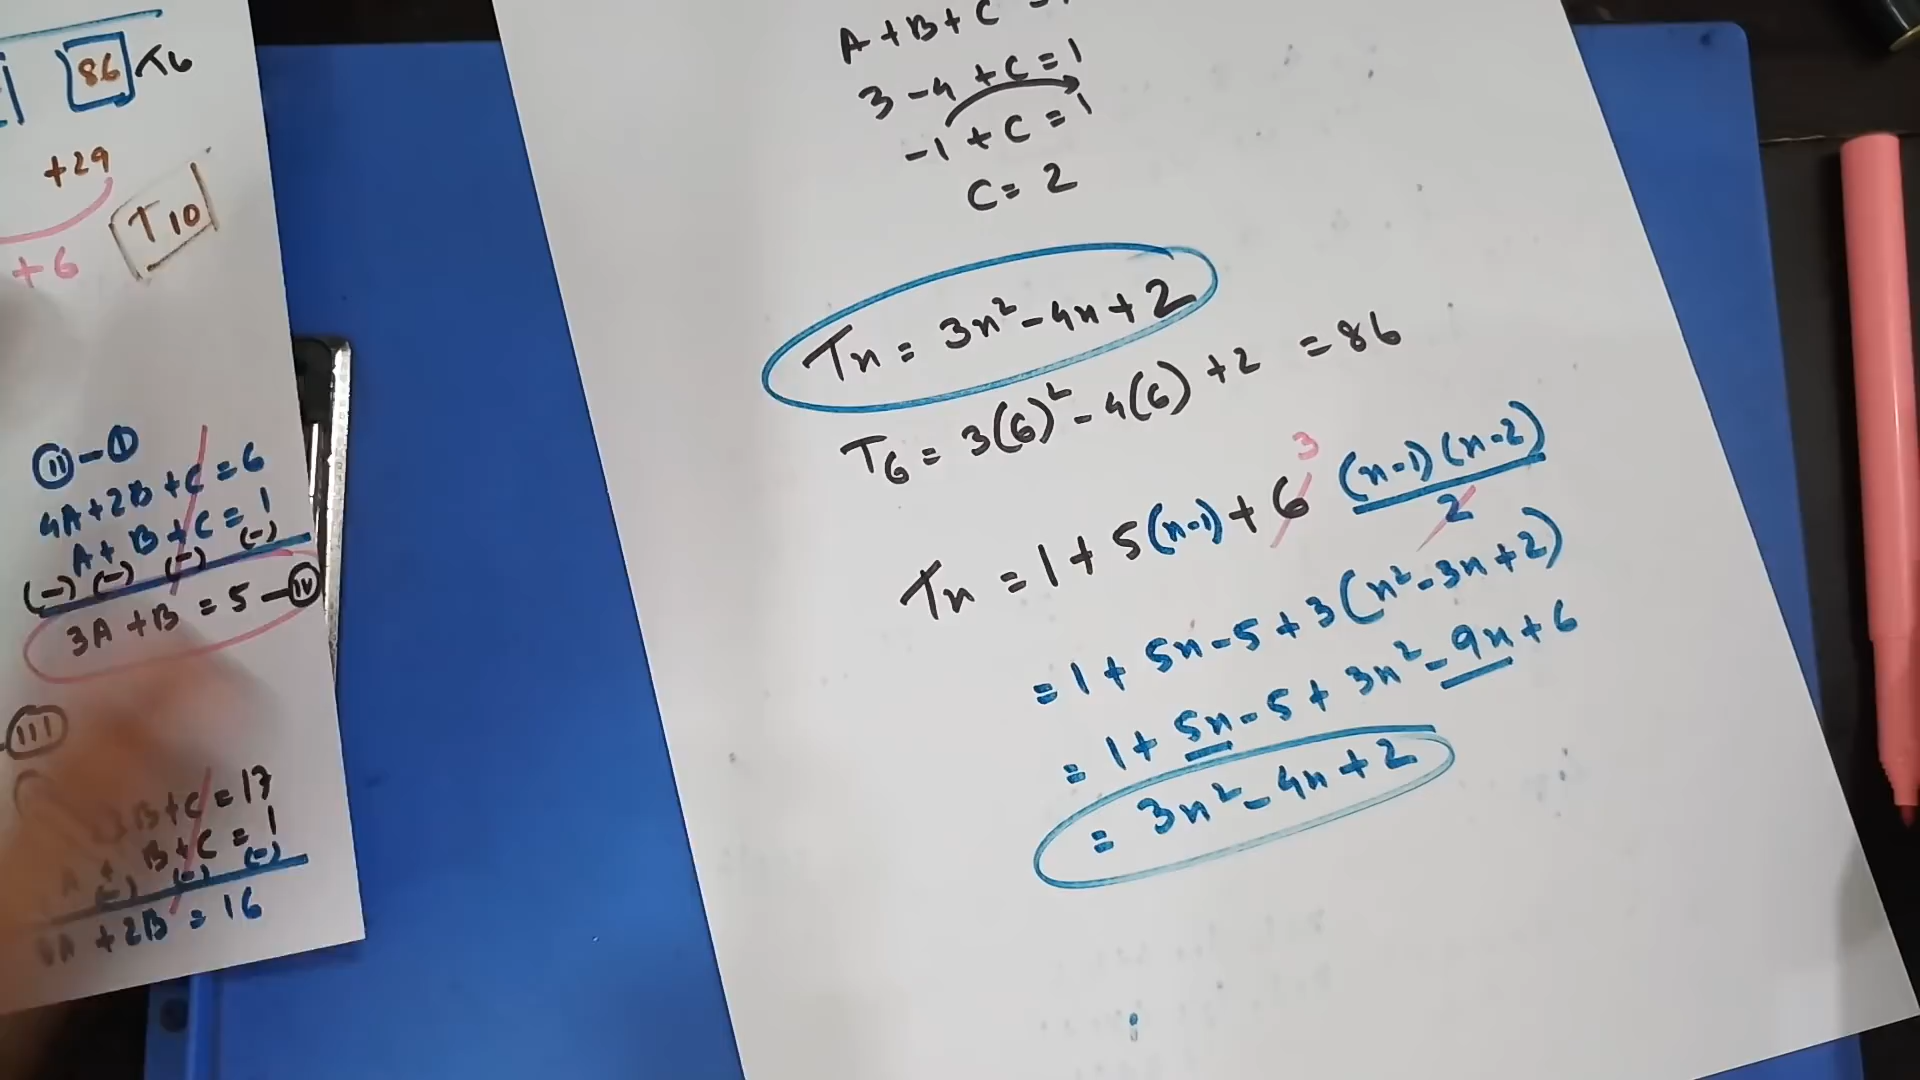 86 T6
+29
T10
+6
(ii) - (i)
4A+2B+C=6
A+B+C=1
(-) (-) (-) (-)
3A+B=5-(iv)
(iii)
3B+C=17
A+B+C=1
(-) (-) (-)
A+2B=16
A+B+C
3-4+C=1
-1+C=1
C=2
Tn=3n²-4n+2
T6=3(6)²-4(6)+2=86
3
Tn=1+5(n-1)+6 (n-1)(n-2)
2
=1+5n-5+3(n²-3n+2)
=1+5n-5+3n²-9n+6
=3n²-4n+2